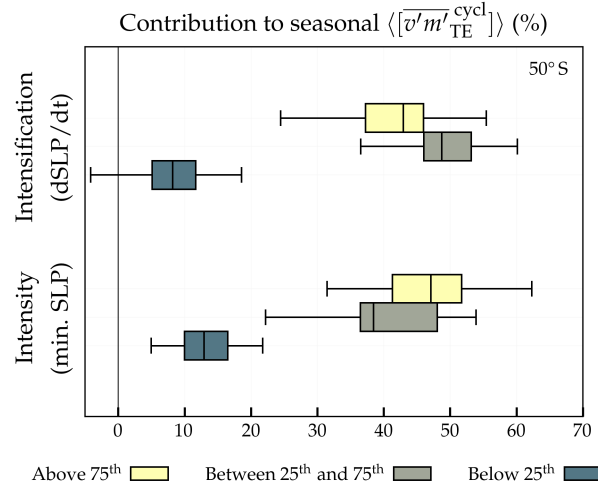 Contribution to seasonal ⟨[v′m′ TE cycl]⟩ (%)
50° S
Intensification
(dSLP/dt)
Intensity
(min. SLP)
0 10 20 30 40 50 60 70
Above 75th Between 25th and 75th Below 25th